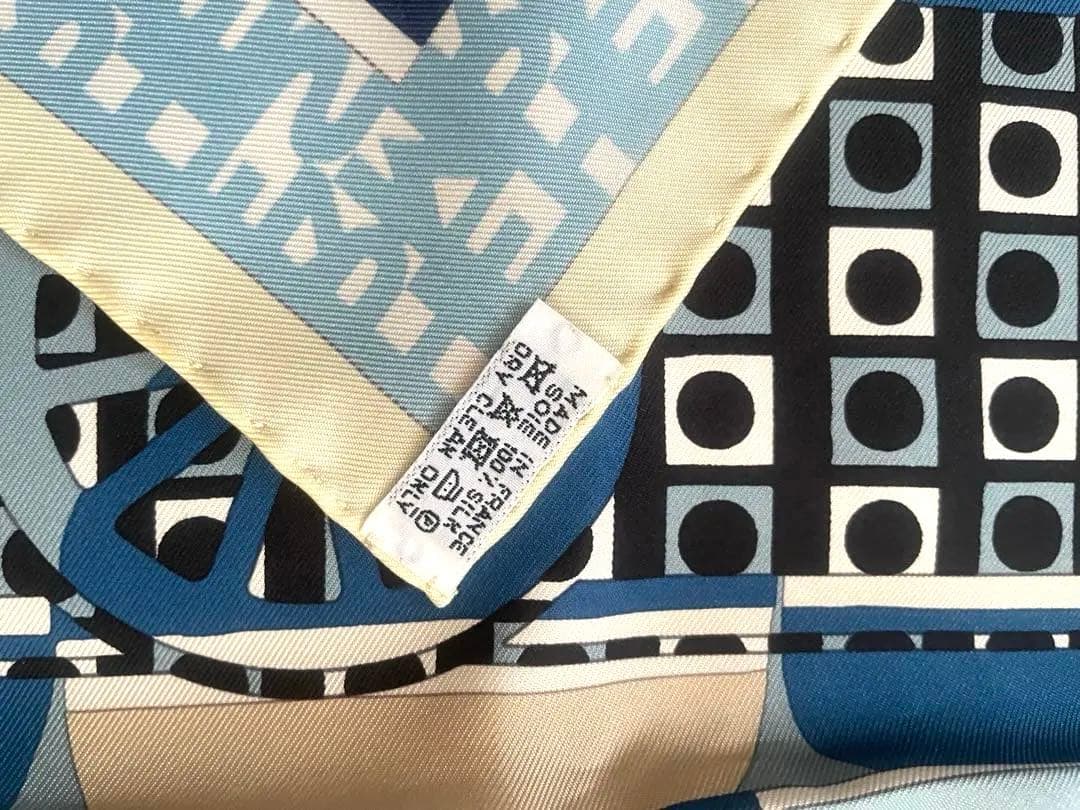 MADE IN FRANCE
SOIE 100% SILK
DRY CLEAN ONLY